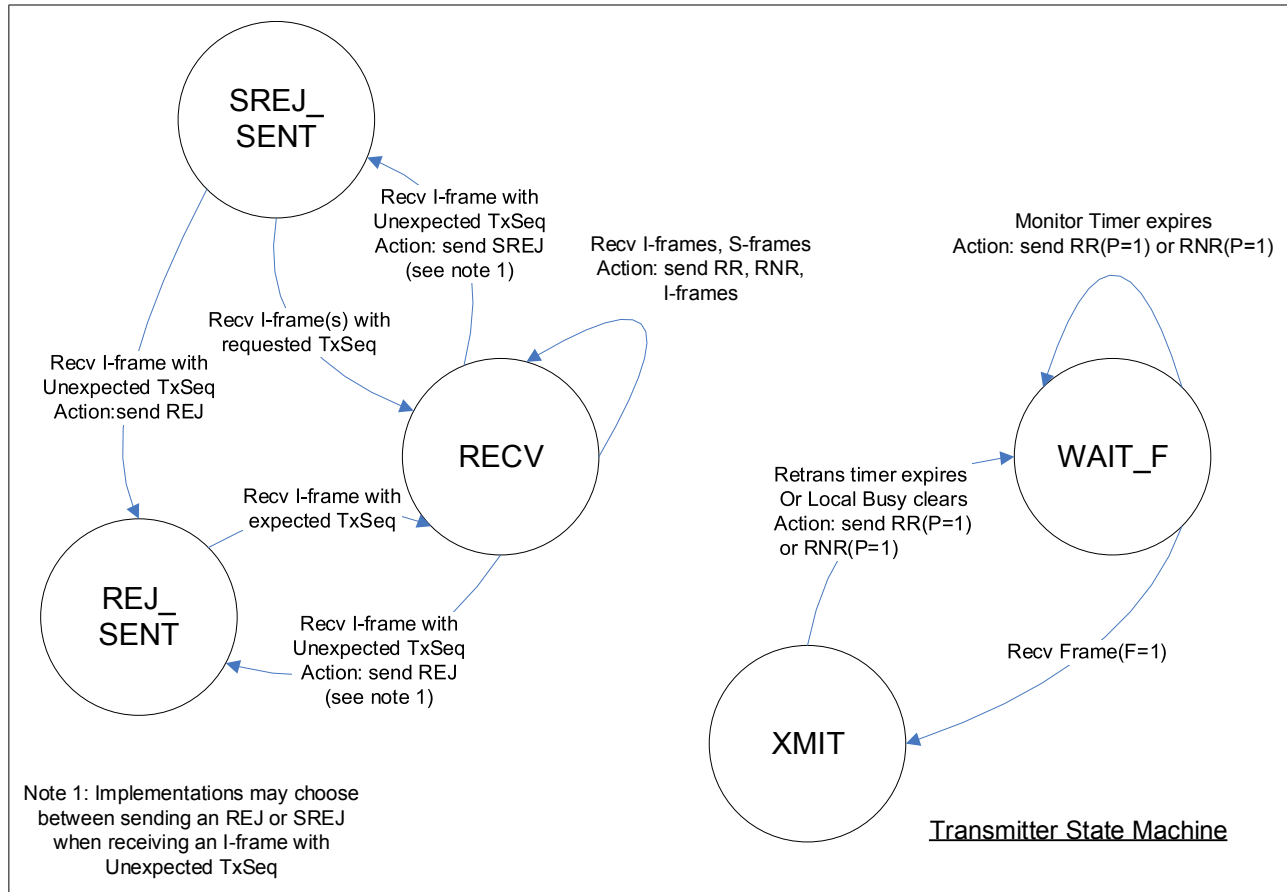 SREJ_
SENT
Recv I-frame with
Unexpected TxSeq
Action: send SREJ
(see note 1)
Recv I-frames, S-frames
Action: send RR, RNR,
I-frames
Recv I-frame(s) with
requested TxSeq
Recv I-frame with
Unexpected TxSeq
Action:send REJ
RECV
Recv I-frame with
expected TxSeq
REJ_
SENT
Recv I-frame with
Unexpected TxSeq
Action: send REJ
(see note 1)
Note 1: Implementations may choose
between sending an REJ or SREJ
when receiving an I-frame with
Unexpected TxSeq
Monitor Timer expires
Action: send RR(P=1) or RNR(P=1)
WAIT_F
Retrans timer expires
Or Local Busy clears
Action: send RR(P=1)
or RNR(P=1)
Recv Frame(F=1)
XMIT
Transmitter State Machine